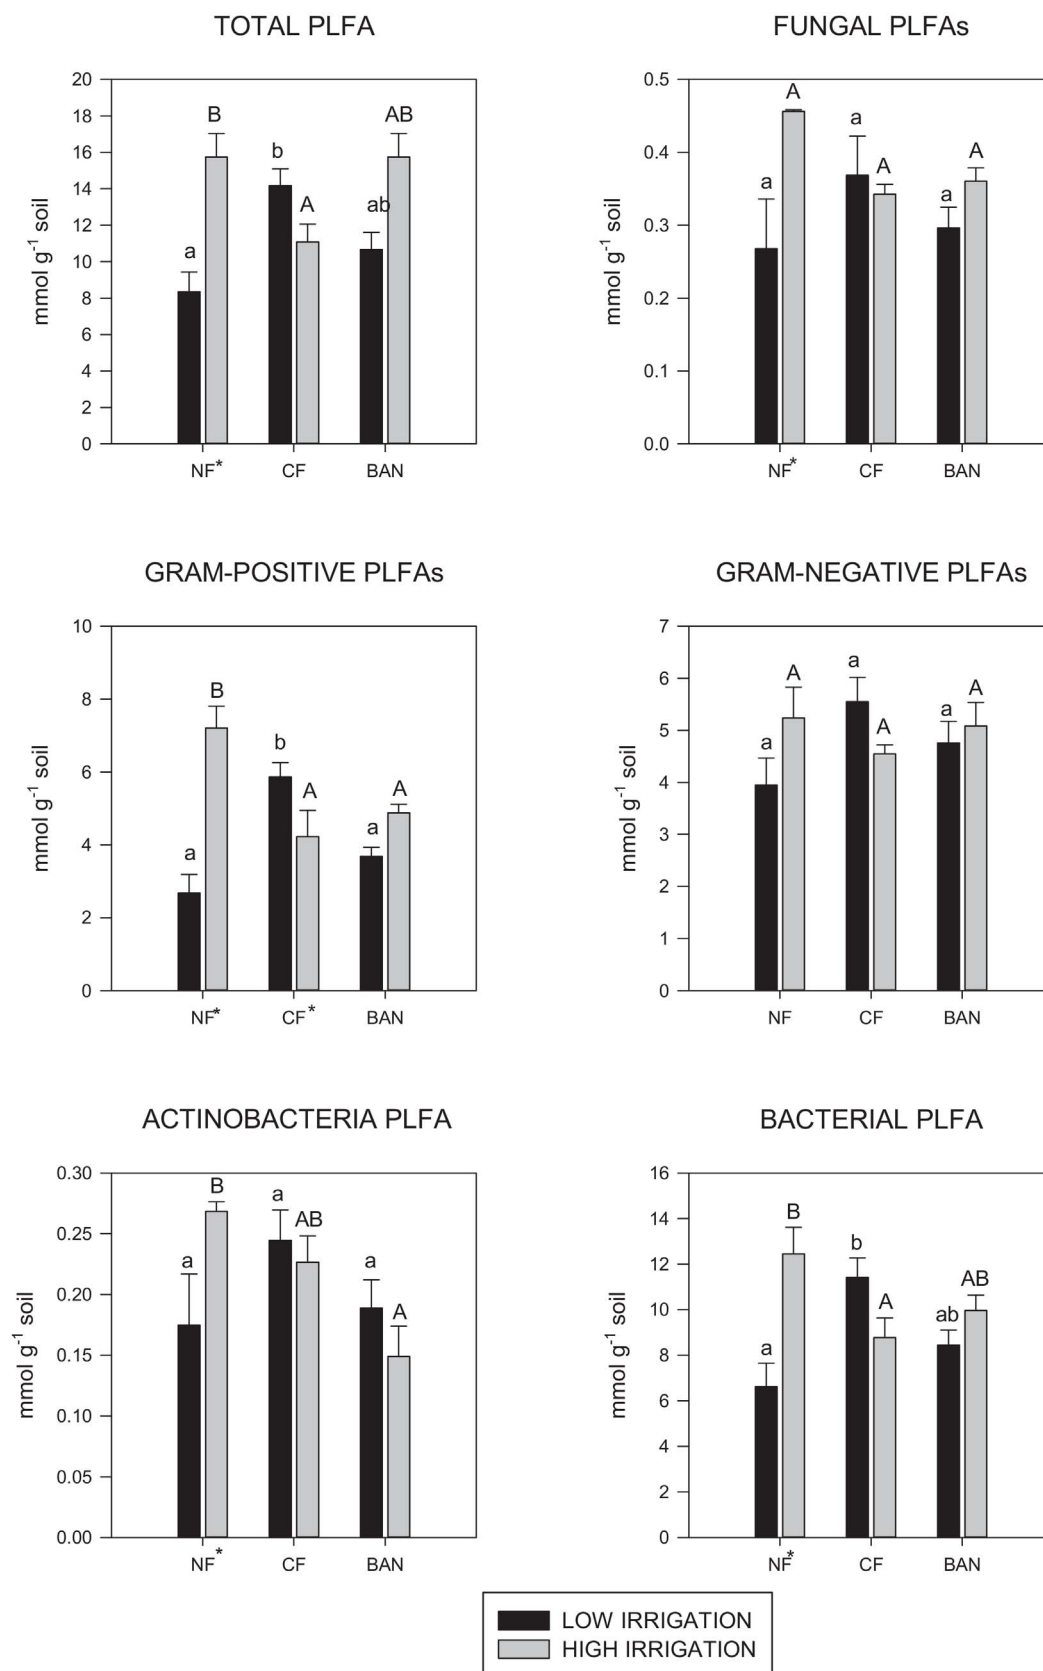 TOTAL PLFA
20
18
16
14
12
10
8
6
4
2
0
mmol g⁻¹ soil
a
B
b
A
ab
AB
NF*
CF
BAN
FUNGAL PLFAs
0.5
0.4
0.3
0.2
0.1
0.0
mmol g⁻¹ soil
a
A
a
A
a
A
NF*
CF
BAN
GRAM-POSITIVE PLFAs
10
8
6
4
2
0
mmol g⁻¹ soil
a
B
b
A
a
A
NF*
CF*
BAN
GRAM-NEGATIVE PLFAs
7
6
5
4
3
2
1
0
mmol g⁻¹ soil
a
A
a
A
a
A
NF
CF
BAN
ACTINOBACTERIA PLFA
0.30
0.25
0.20
0.15
0.10
0.05
0.00
mmol g⁻¹ soil
a
B
a
AB
a
A
NF*
CF
BAN
BACTERIAL PLFA
16
14
12
10
8
6
4
2
0
mmol g⁻¹ soil
a
B
b
A
ab
AB
NF*
CF
BAN
LOW IRRIGATION
HIGH IRRIGATION